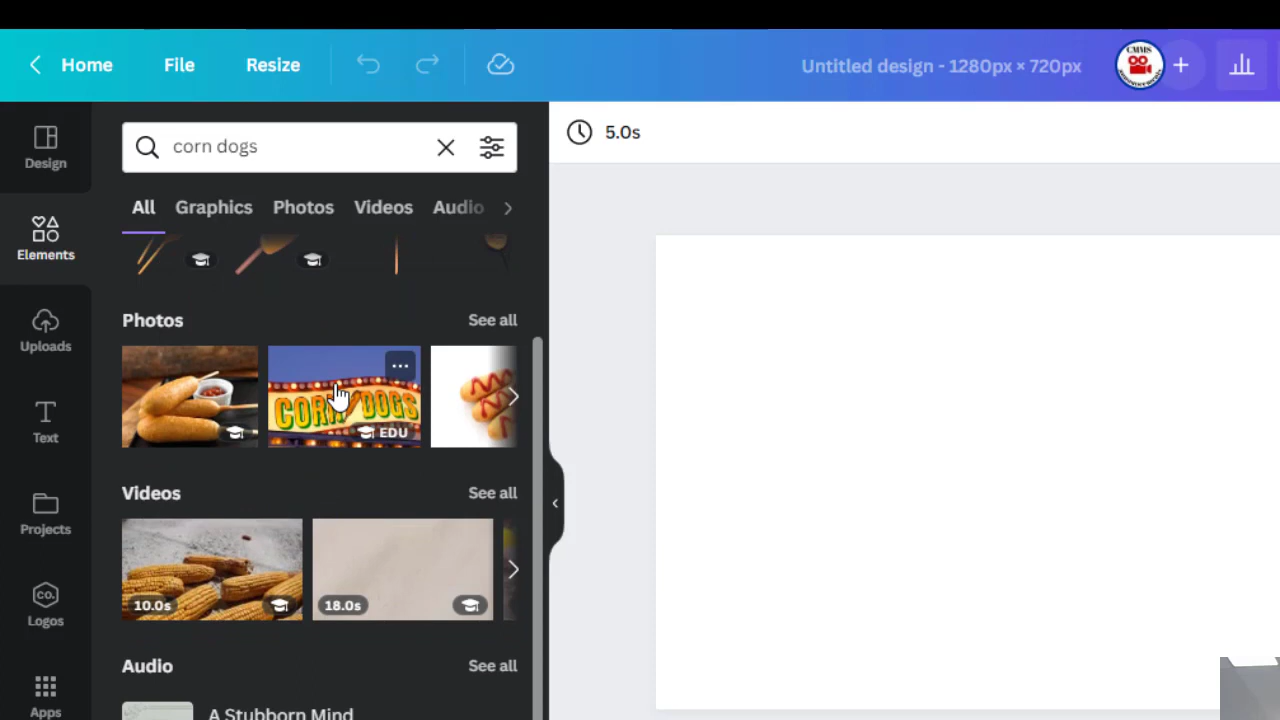 Home File Resize Untitled design - 1280px × 720px
CMMS
Design
Elements
Uploads
Text
Projects
CO.
Logos
Apps
corn dogs
All Graphics Photos Videos Audio
5.0s
Photos See all
CORN DOGS
EDU
Videos See all
10.0s 18.0s
Audio See all
A Stubborn Mind